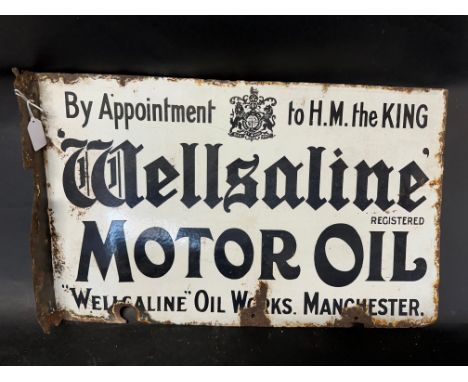 By Appointment to H.M. the KING
'Wellsaline'
REGISTERED
MOTOR OIL
"WELLSALINE" OIL WORKS. MANCHESTER.